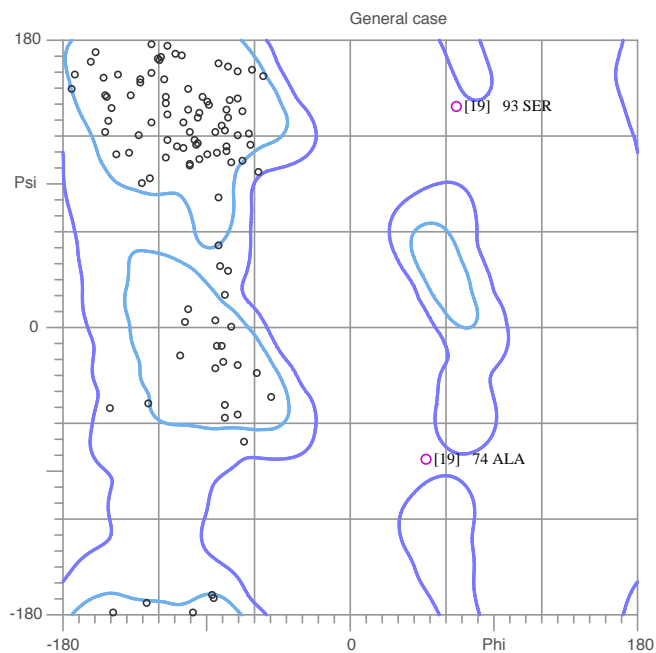 General case
180
[19] 93 SER
Psi
0
[19] 74 ALA
-180
-180 0 Phi 180